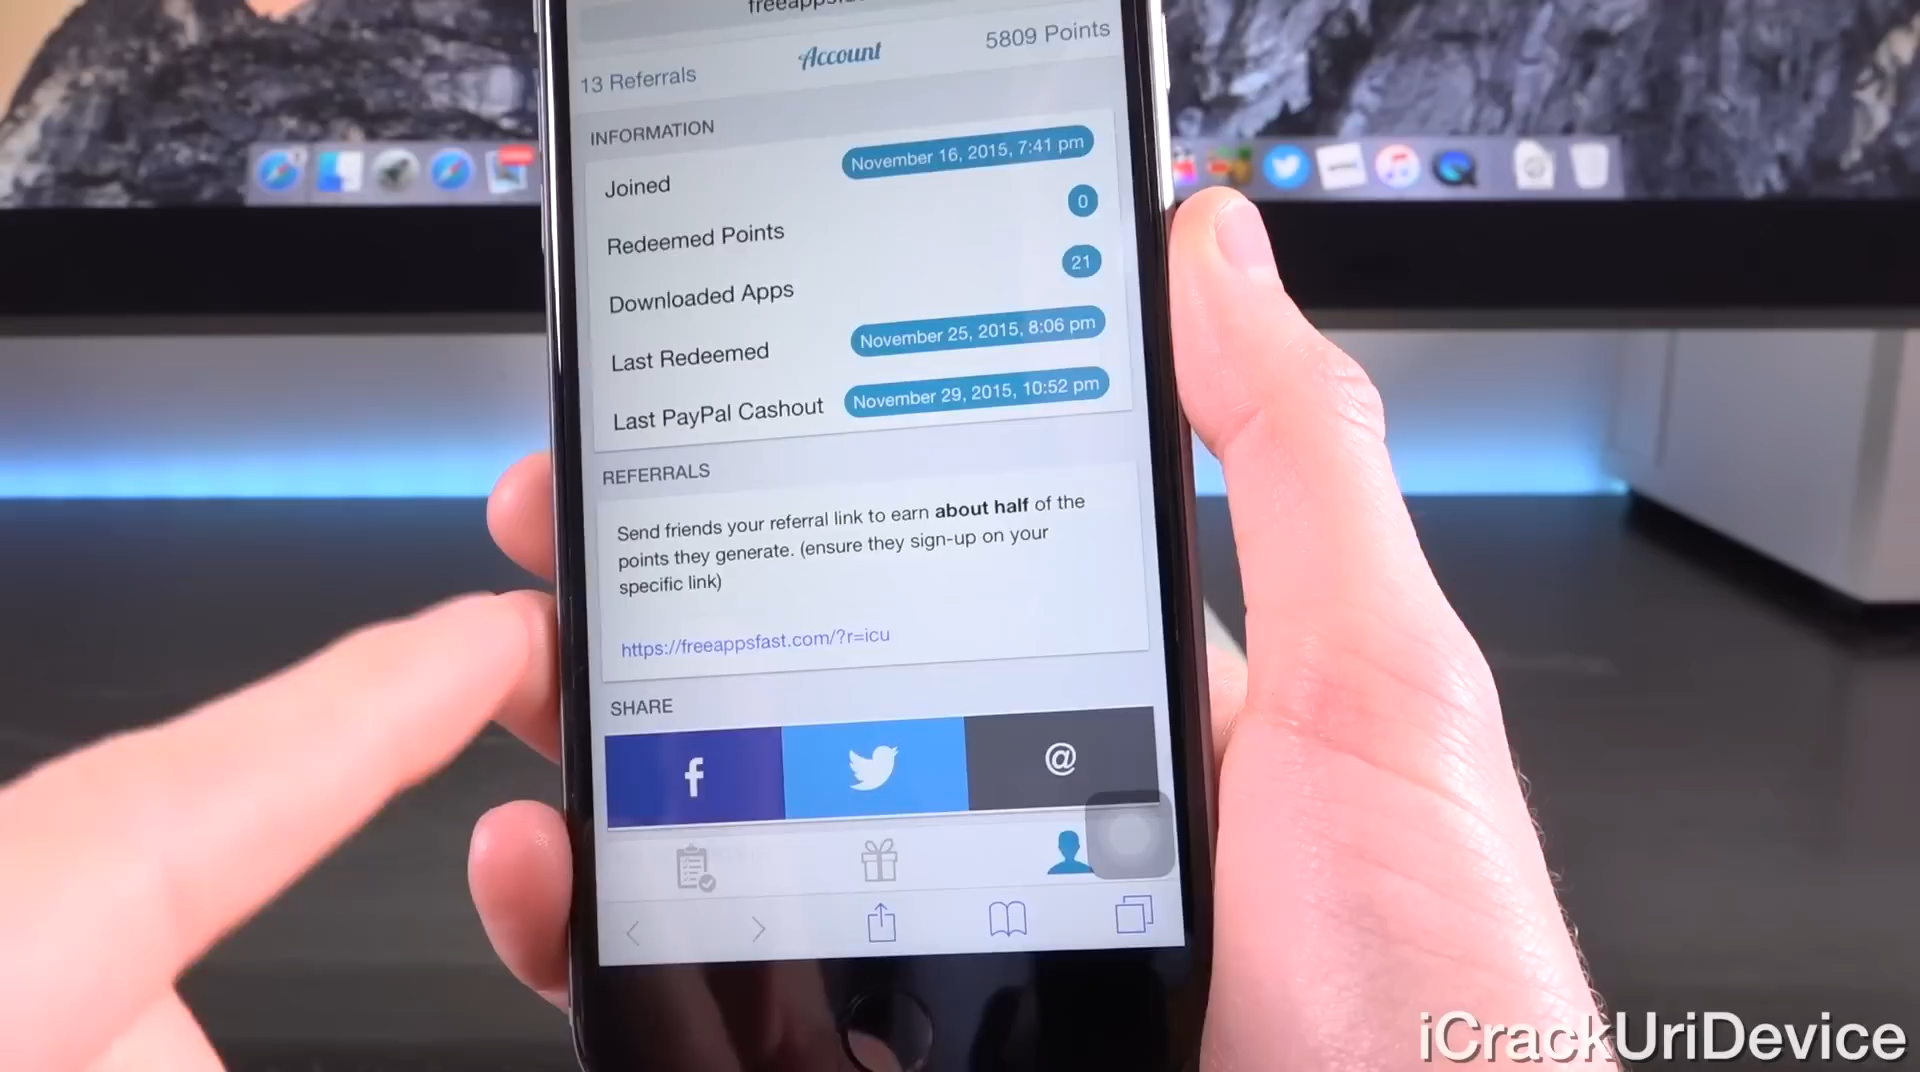 13 Referrals
Account
5809 Points
INFORMATION
Joined
November 16, 2015, 7:41 pm
Redeemed Points
0
Downloaded Apps
21
Last Redeemed
November 25, 2015, 8:06 pm
Last PayPal Cashout
November 29, 2015, 10:52 pm
REFERRALS
Send friends your referral link to earn about half of the
points they generate. (ensure they sign-up on your
specific link)
https://freeappsfast.com/?r=icu
SHARE
f
@
iCrackUriDevice